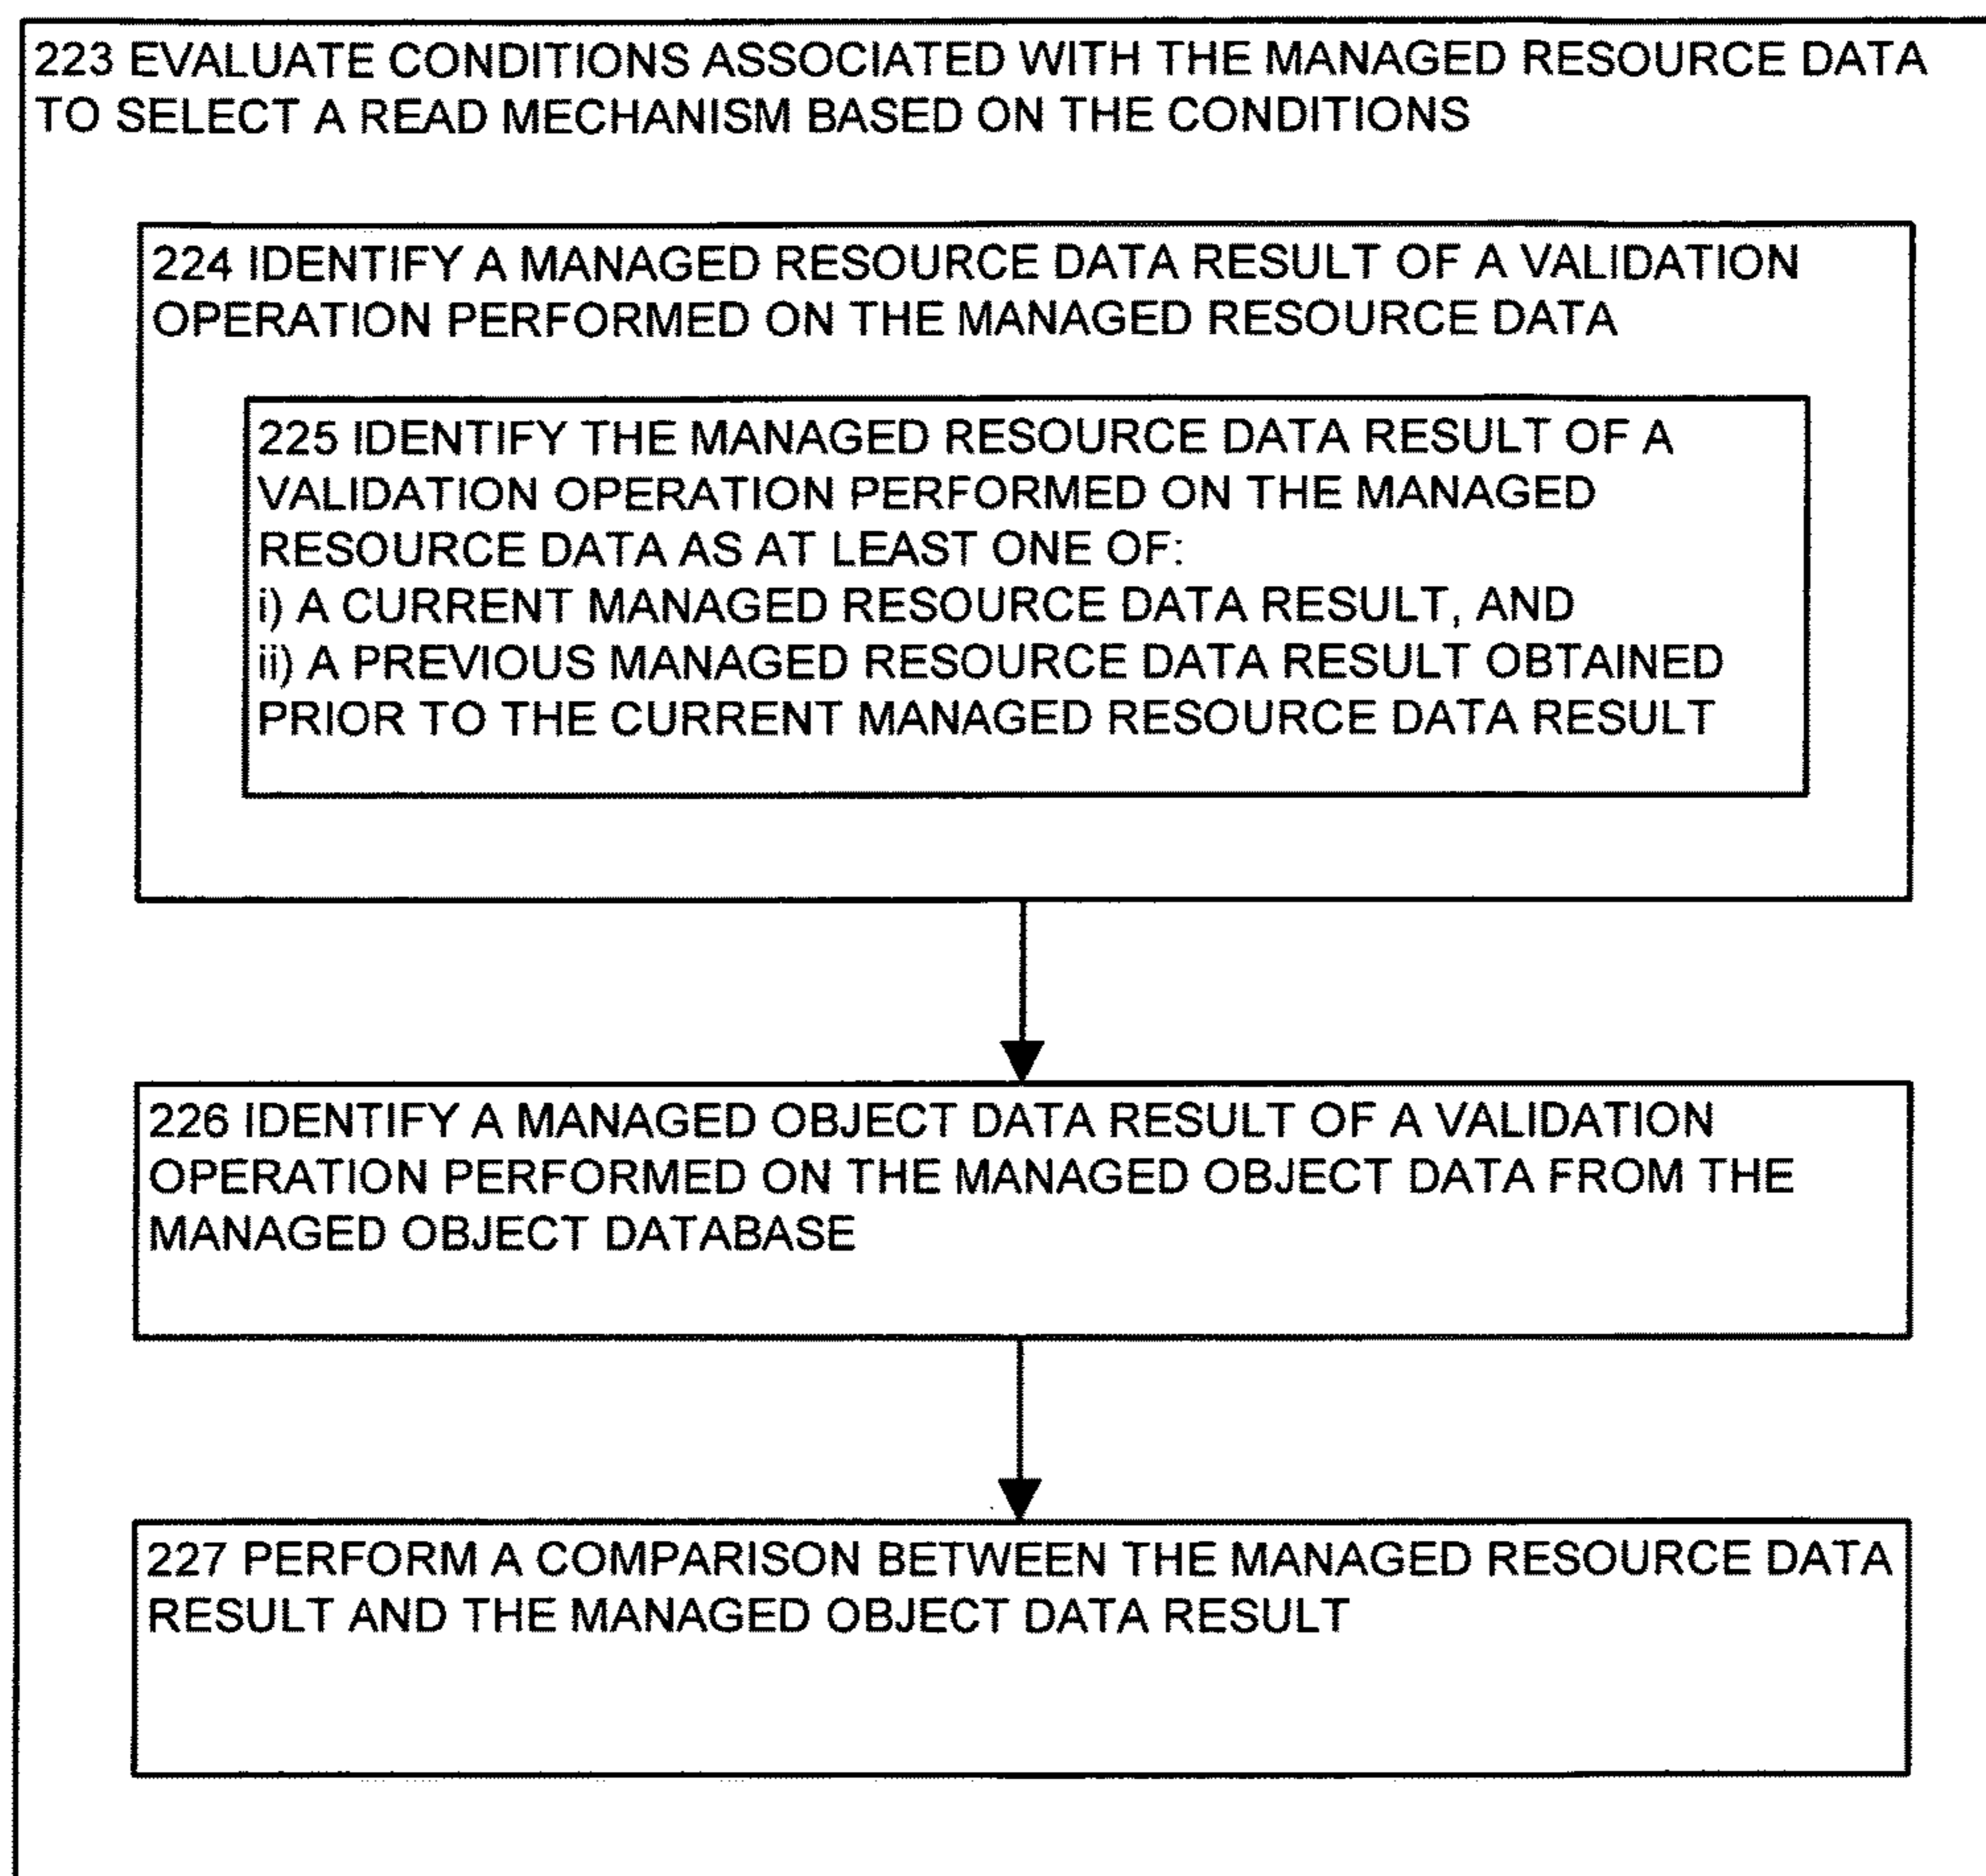 223 EVALUATE CONDITIONS ASSOCIATED WITH THE MANAGED RESOURCE DATA
TO SELECT A READ MECHANISM BASED ON THE CONDITIONS
224 IDENTIFY A MANAGED RESOURCE DATA RESULT OF A VALIDATION
OPERATION PERFORMED ON THE MANAGED RESOURCE DATA
225 IDENTIFY THE MANAGED RESOURCE DATA RESULT OF A
VALIDATION OPERATION PERFORMED ON THE MANAGED
RESOURCE DATA AS AT LEAST ONE OF:
i) A CURRENT MANAGED RESOURCE DATA RESULT, AND
ii) A PREVIOUS MANAGED RESOURCE DATA RESULT OBTAINED
PRIOR TO THE CURRENT MANAGED RESOURCE DATA RESULT
226 IDENTIFY A MANAGED OBJECT DATA RESULT OF A VALIDATION
OPERATION PERFORMED ON THE MANAGED OBJECT DATA FROM THE
MANAGED OBJECT DATABASE
227 PERFORM A COMPARISON BETWEEN THE MANAGED RESOURCE DATA
RESULT AND THE MANAGED OBJECT DATA RESULT